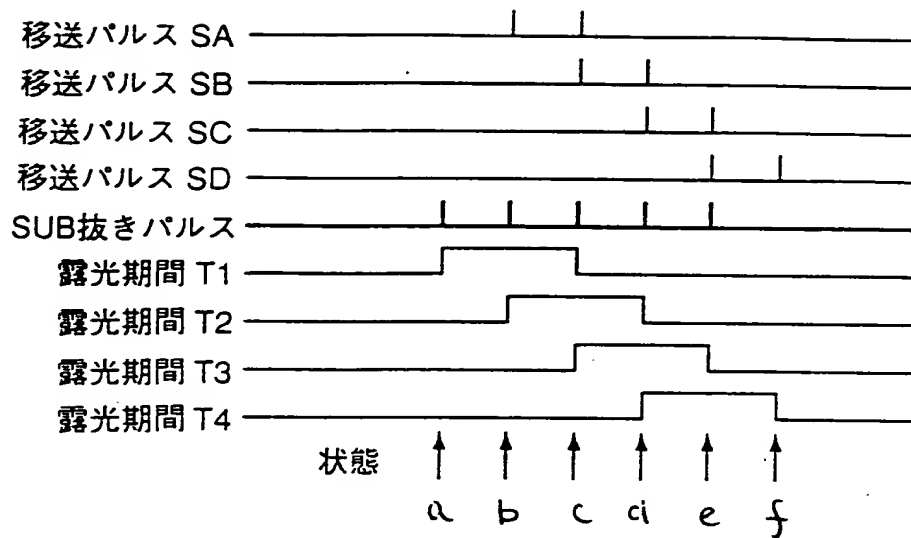 移送パルス SA
移送パルス SB
移送パルス SC
移送パルス SD
SUB抜きパルス
露光期間 T1
露光期間 T2
露光期間 T3
露光期間 T4
状態
a b c d e f